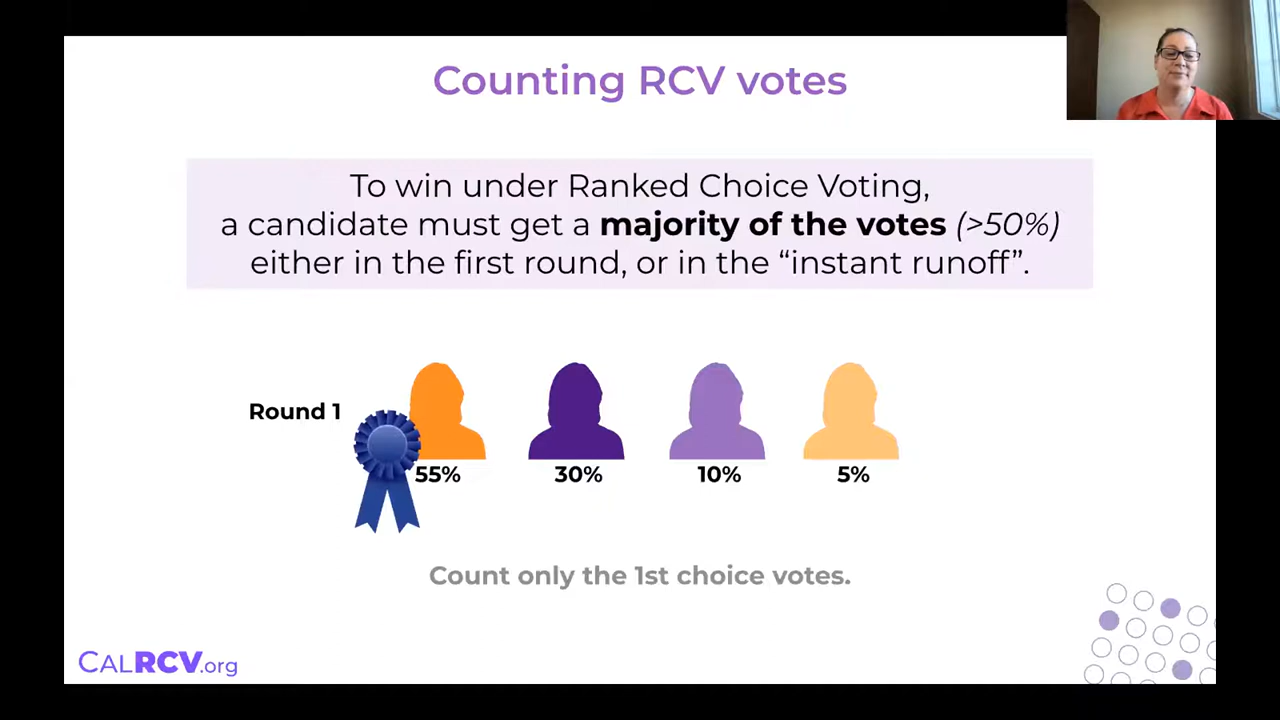 Counting RCV votes
To win under Ranked Choice Voting,
a candidate must get a majority of the votes (>50%)
either in the first round, or in the “instant runoff”.
Round 1
55%
30%
10%
5%
Count only the 1st choice votes.
CALRCV.org